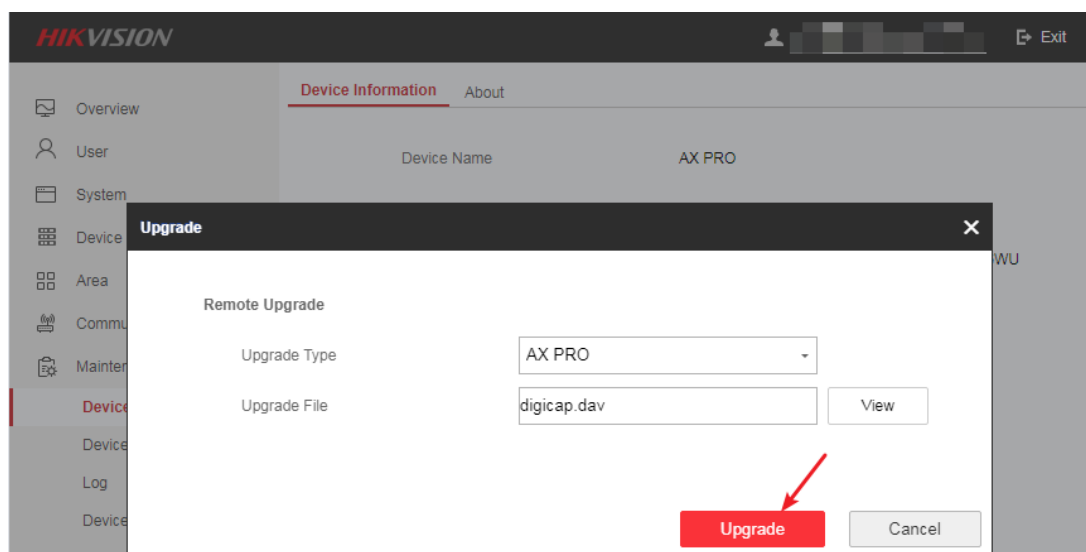 HIKVISION
Exit
Device Information About
Overview
User
Device Name AX PRO
System
Upgrade
Device
WU
Area
Remote Upgrade
Commu
Upgrade Type AX PRO
Mainter
Device
Upgrade File digicap.dav View
Device
Log
Device
Upgrade Cancel